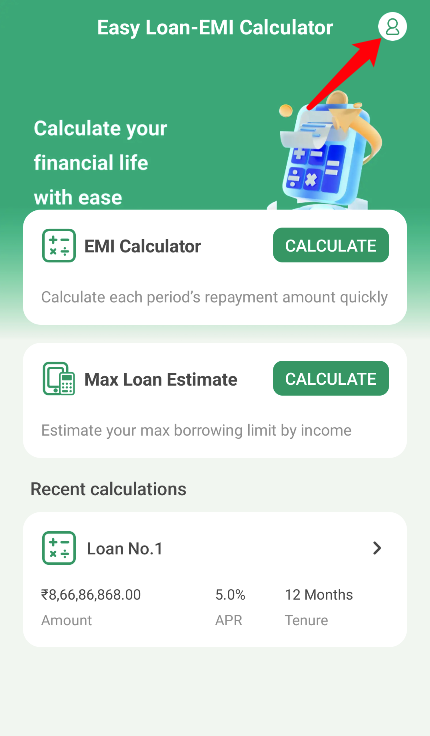 Easy Loan-EMI Calculator
Calculate your
financial life
with ease
EMI Calculator
CALCULATE
Calculate each period’s repayment amount quickly
Max Loan Estimate
CALCULATE
Estimate your max borrowing limit by income
Recent calculations
Loan No.1
₹8,66,86,868.00 5.0% 12 Months
Amount APR Tenure